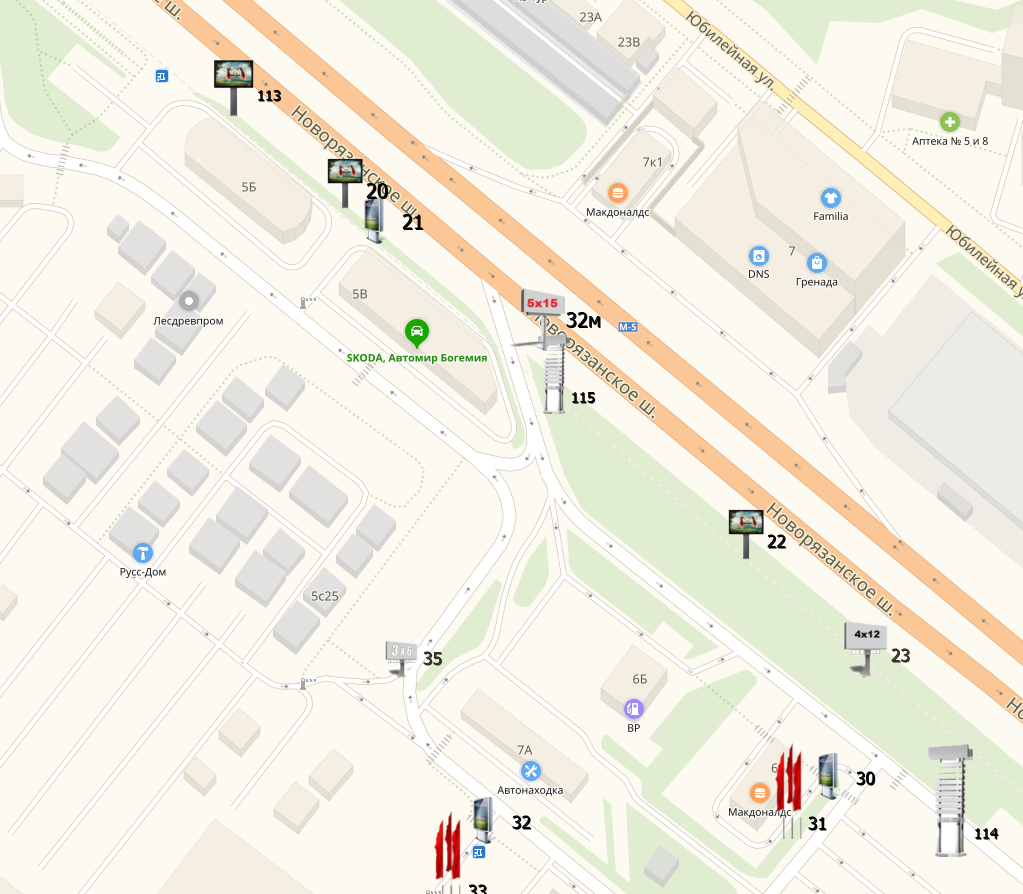 23А
23В
Юбилейная ул.
113
Новорязанское ш.
Аптека № 5 и 8
7к1
5Б
20
21
Макдоналдс
Familia
Юбилейная ул.
7
DNS
Гренада
5В
5x15
32м
М-5
Лесдревпром
SKODA, Автомир Богемия
Новорязанское ш.
115
22
Новорязанское ш.
Русс-Дом
5с25
4x12
23
3x6
35
6Б
BP
7А
Автонаходка
6
30
Макдоналдс
31
32
114
33